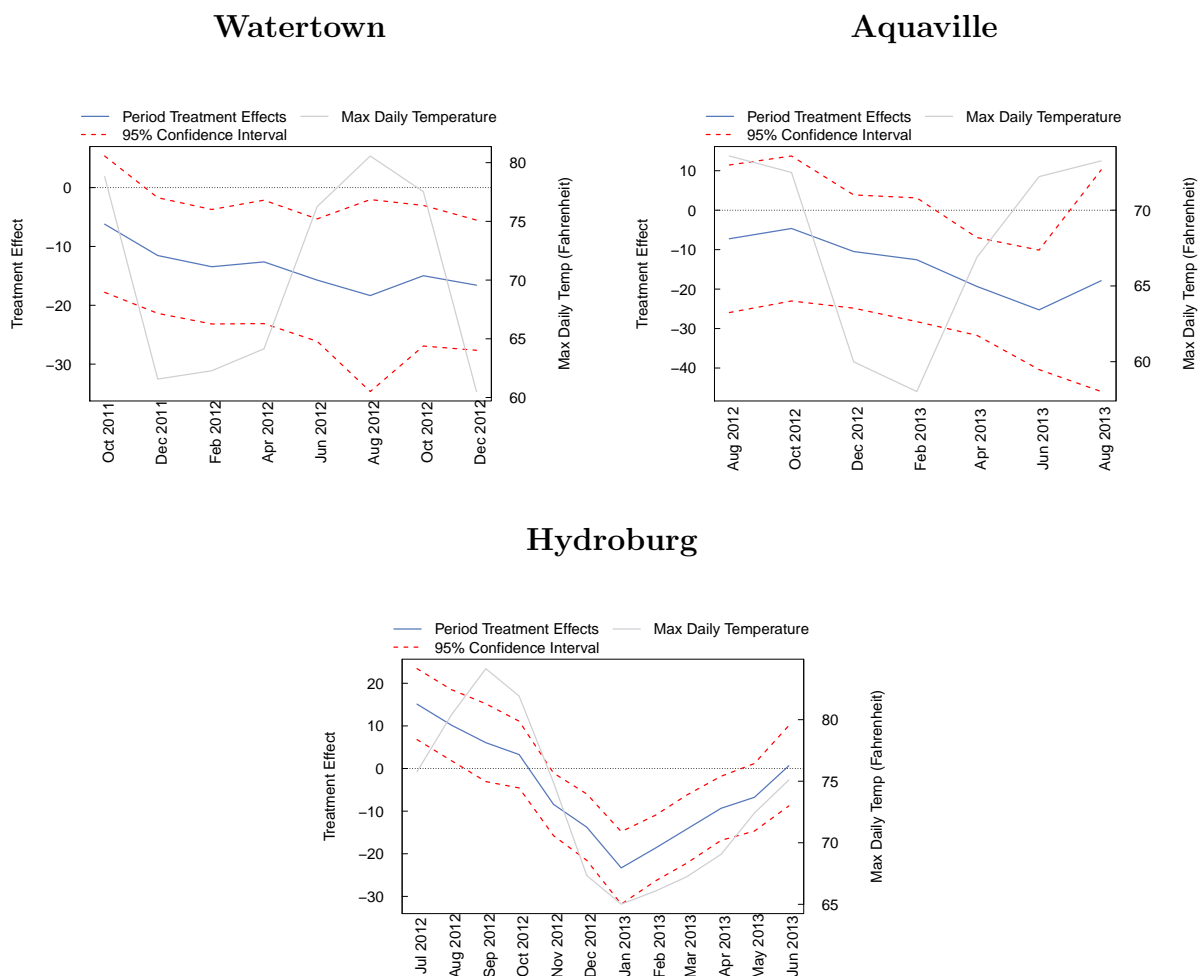 Watertown
Period Treatment Effects
Max Daily Temperature
95% Confidence Interval
0
−10
−20
−30
Treatment Effect
80
75
70
65
60
Max Daily Temp (Fahrenheit)
Oct 2011
Dec 2011
Feb 2012
Apr 2012
Jun 2012
Aug 2012
Oct 2012
Dec 2012
Aquaville
Period Treatment Effects
Max Daily Temperature
95% Confidence Interval
10
0
−10
−20
−30
−40
Treatment Effect
70
65
60
Max Daily Temp (Fahrenheit)
Aug 2012
Oct 2012
Dec 2012
Feb 2013
Apr 2013
Jun 2013
Aug 2013
Hydroburg
Period Treatment Effects
Max Daily Temperature
95% Confidence Interval
20
10
0
−10
−20
−30
Treatment Effect
80
75
70
65
Max Daily Temp (Fahrenheit)
Jul 2012
Aug 2012
Sep 2012
Oct 2012
Nov 2012
Dec 2012
Jan 2013
Feb 2013
Mar 2013
Apr 2013
May 2013
Jun 2013